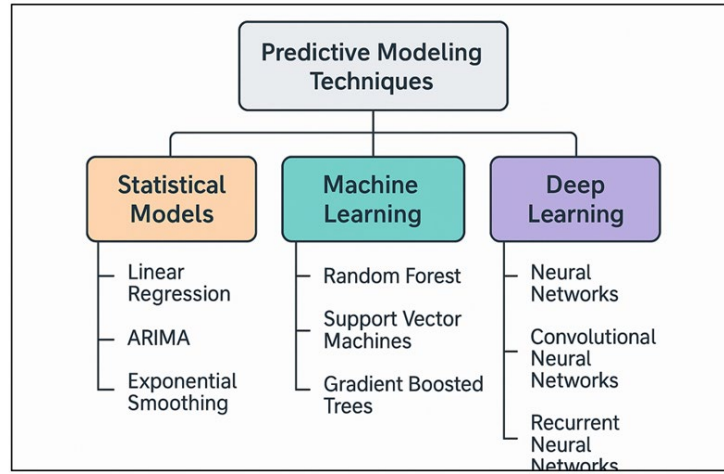 Predictive Modeling
Techniques
Statistical
Models
Machine
Learning
Deep
Learning
Linear
Regression
ARIMA
Exponential
Smoothing
Random Forest
Support Vector
Machines
Gradient Boosted
Trees
Neural
Networks
Convolutional
Neural
Networks
Recurrent
Neural
Networks